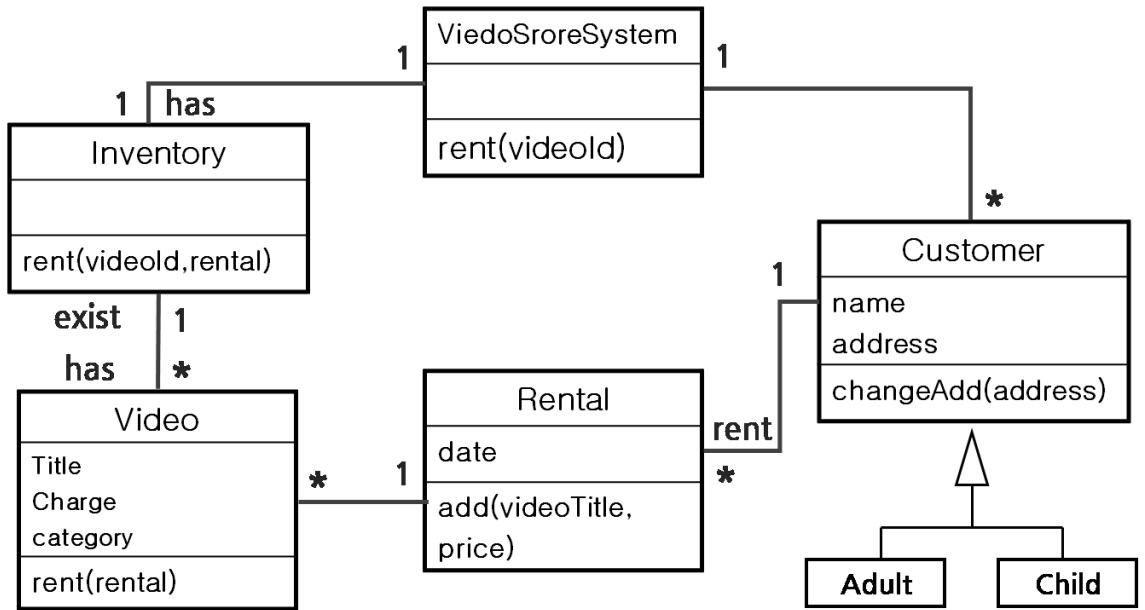 ViedoSroreSystem
rent(videoId)
1
1
1 has
Inventory
rent(videoId,rental)
exist 1
has *
*
Customer
name
address
changeAdd(address)
1
Video
Title
Charge
category
rent(rental)
* 1
Rental
date
add(videoTitle,
price)
rent
*
Adult
Child